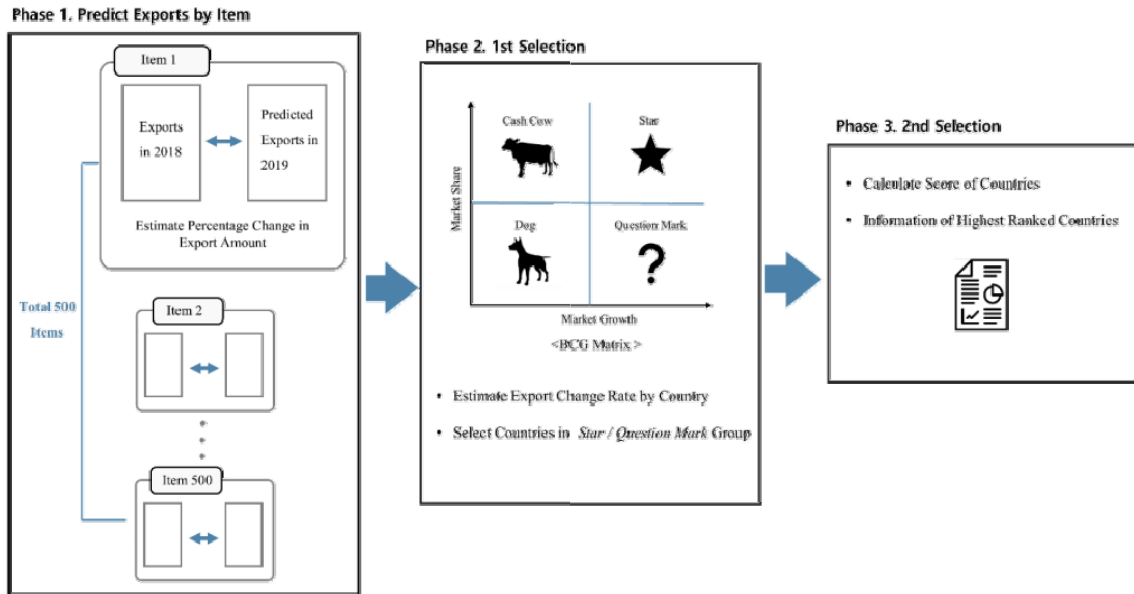 Phase 1. Predict Exports by Item
Item 1
Exports
in 2018
Predicted
Exports in
2019
Estimate Percentage Change in
Export Amount
Total 500
Items
Item 2
Item 500
Phase 2. 1st Selection
Market Share
Cash Cow
Star
Dog
Question Mark
?
Market Growth
<BCG Matrix >
• Estimate Export Change Rate by Country
• Select Countries in Star / Question Mark Group
Phase 3. 2nd Selection
• Calculate Score of Countries
• Information of Highest Ranked Countries